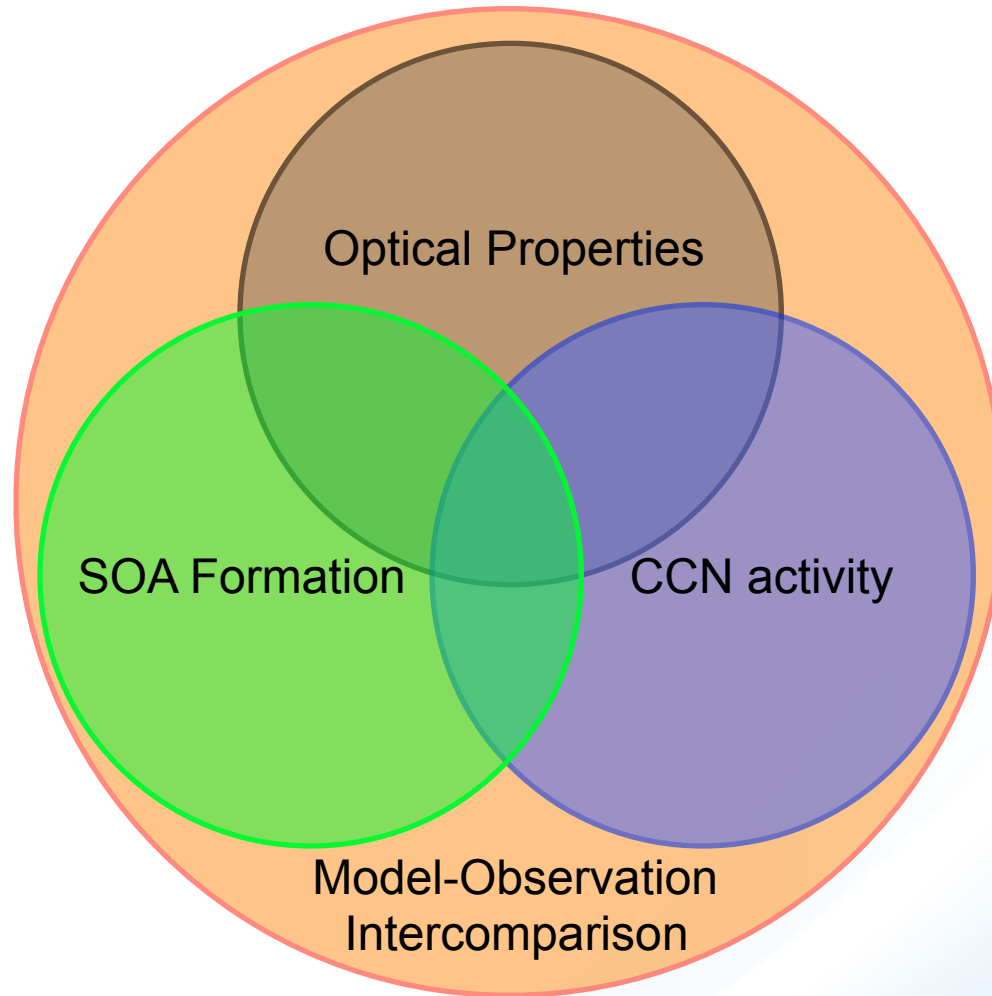 Optical Properties
SOA Formation
CCN activity
Model-Observation
Intercomparison